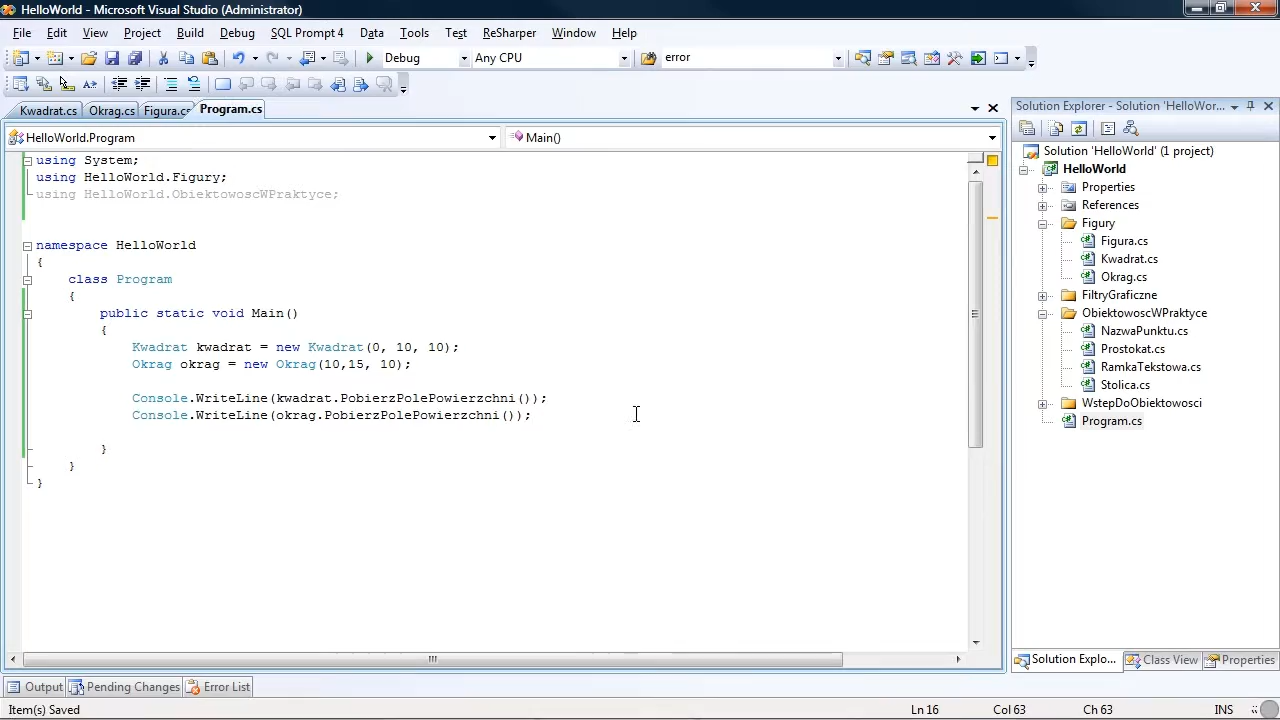 HelloWorld - Microsoft Visual Studio (Administrator)
File Edit View Project Build Debug SQL Prompt 4 Data Tools Test ReSharper Window Help
Debug Any CPU error
Kwadrat.cs Okrag.cs Figura.cs Program.cs
HelloWorld.Program Main()
using System;
using HelloWorld.Figury;
using HelloWorld.ObiektowoscWPraktyce;
namespace HelloWorld
{
class Program
{
public static void Main()
{
Kwadrat kwadrat = new Kwadrat(0, 10, 10);
Okrag okrag = new Okrag(10,15, 10);
Console.WriteLine(kwadrat.PobierzPolePowierzchni());
Console.WriteLine(okrag.PobierzPolePowierzchni());
}
}
}
Solution Explorer - Solution 'HelloWor...
Solution 'HelloWorld' (1 project)
HelloWorld
Properties
References
Figury
Figura.cs
Kwadrat.cs
Okrag.cs
FiltryGraficzne
ObiektowoscWPraktyce
NazwaPunktu.cs
Prostokat.cs
RamkaTekstowa.cs
Stolica.cs
WstepDoObiektowosci
Program.cs
Solution Explo... Class View Properties
Output Pending Changes Error List
Item(s) Saved Ln 16 Col 63 Ch 63 INS